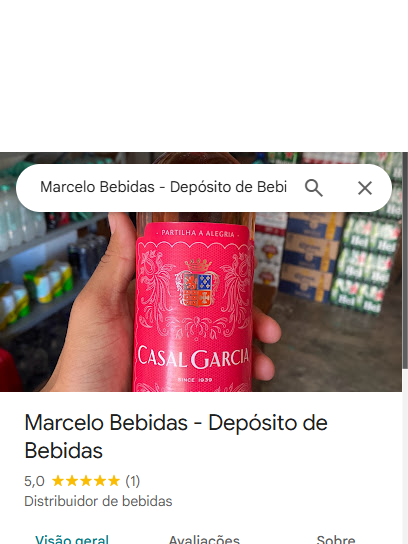 Marcelo Bebidas - Depósito de Bebi
- PARTILHA A ALEGRIA -
CASAL GARCIA
SINCE 1939
Marcelo Bebidas - Depósito de
Bebidas
5,0 ★★★★★ (1)
Distribuidor de bebidas
Visão geral Avaliações Sobre